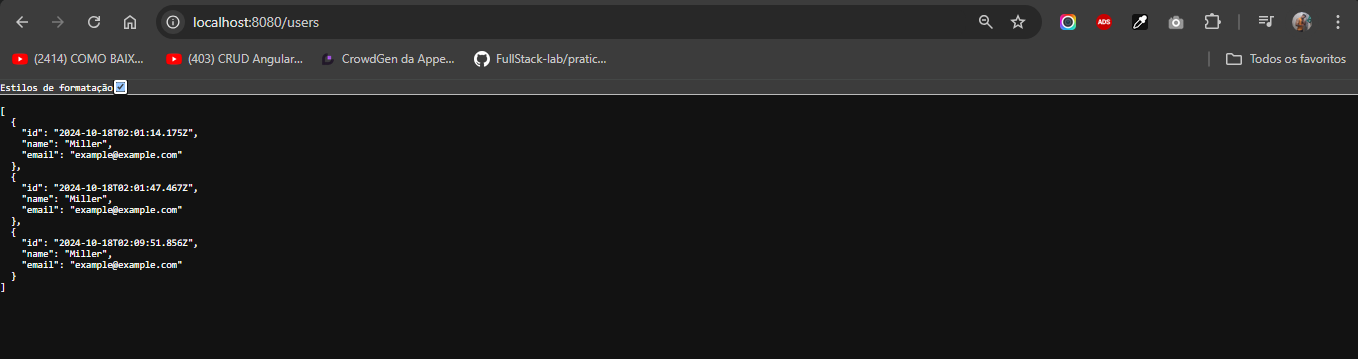 localhost:8080/users
ADS
(2414) COMO BAIX... (403) CRUD Angular... CrowdGen da Appe... FullStack-lab/pratic... Todos os favoritos
Estilos de formatação
[
  {
    "id": "2024-10-18T02:01:14.175Z",
    "name": "Miller",
    "email": "example@example.com"
  },
  {
    "id": "2024-10-18T02:01:47.467Z",
    "name": "Miller",
    "email": "example@example.com"
  },
  {
    "id": "2024-10-18T02:09:51.856Z",
    "name": "Miller",
    "email": "example@example.com"
  }
]